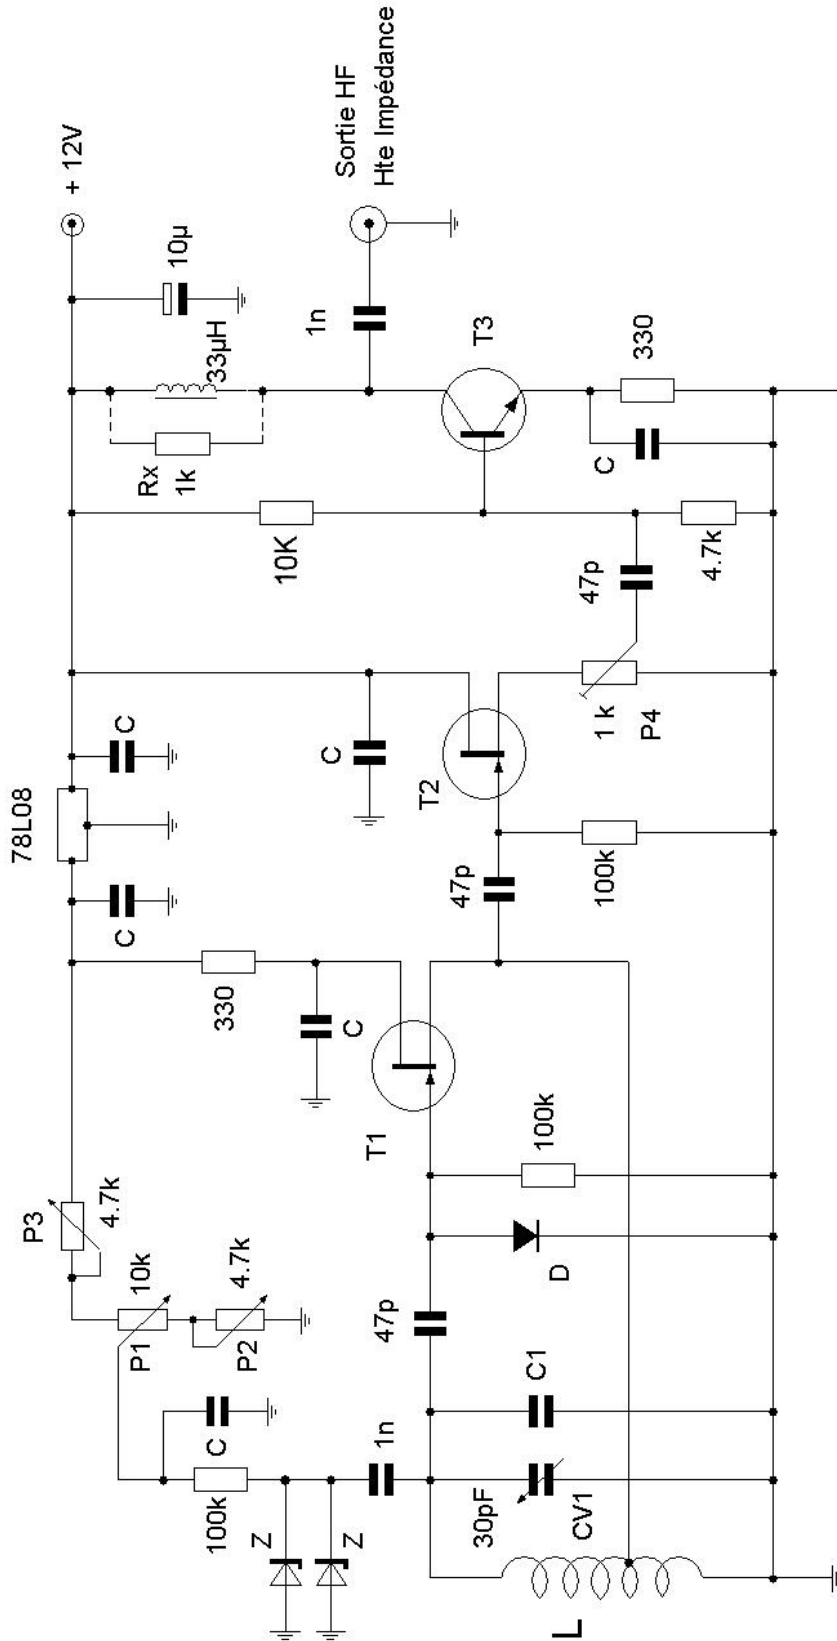 78L08
+ 12V
P3
4.7k
10k
P1
4.7k
P2
C
100k
Z
Z
1n
30pF
CV1
C1
L
47p
D
100k
T1
330
C
C
C
47p
100k
T2
C
1 k
P4
47p
10K
4.7k
Rx
1k
33µH
10µ
1n
T3
C
330
Sortie HF
Hte Impédance